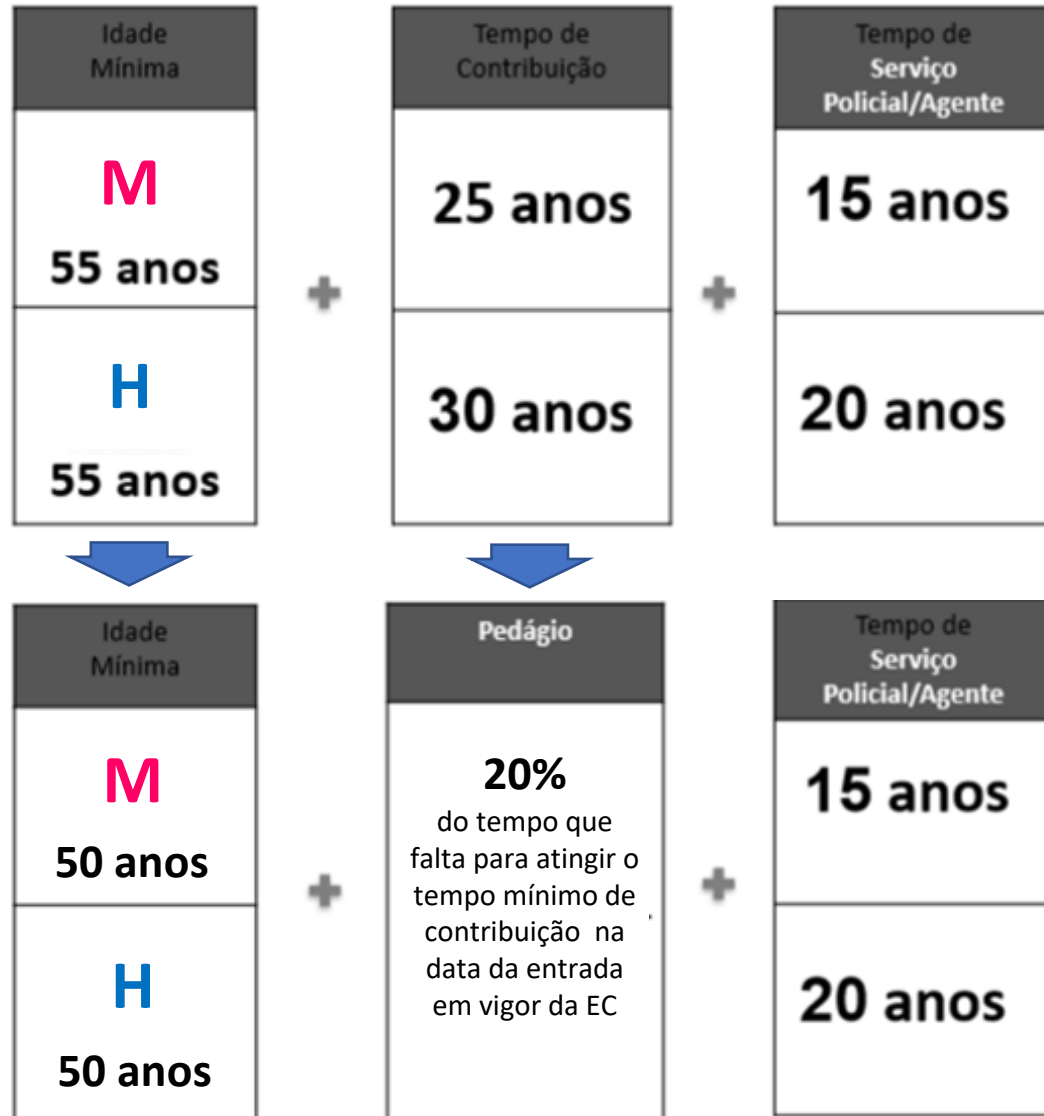 Idade
Mínima
M
55 anos
H
55 anos
Tempo de
Contribuição
25 anos
30 anos
Tempo de
Serviço
Policial/Agente
15 anos
20 anos
Idade
Mínima
M
50 anos
H
50 anos
Pedágio
20%
do tempo que
falta para atingir o
tempo mínimo de
contribuição na
data da entrada
em vigor da EC
Tempo de
Serviço
Policial/Agente
15 anos
20 anos